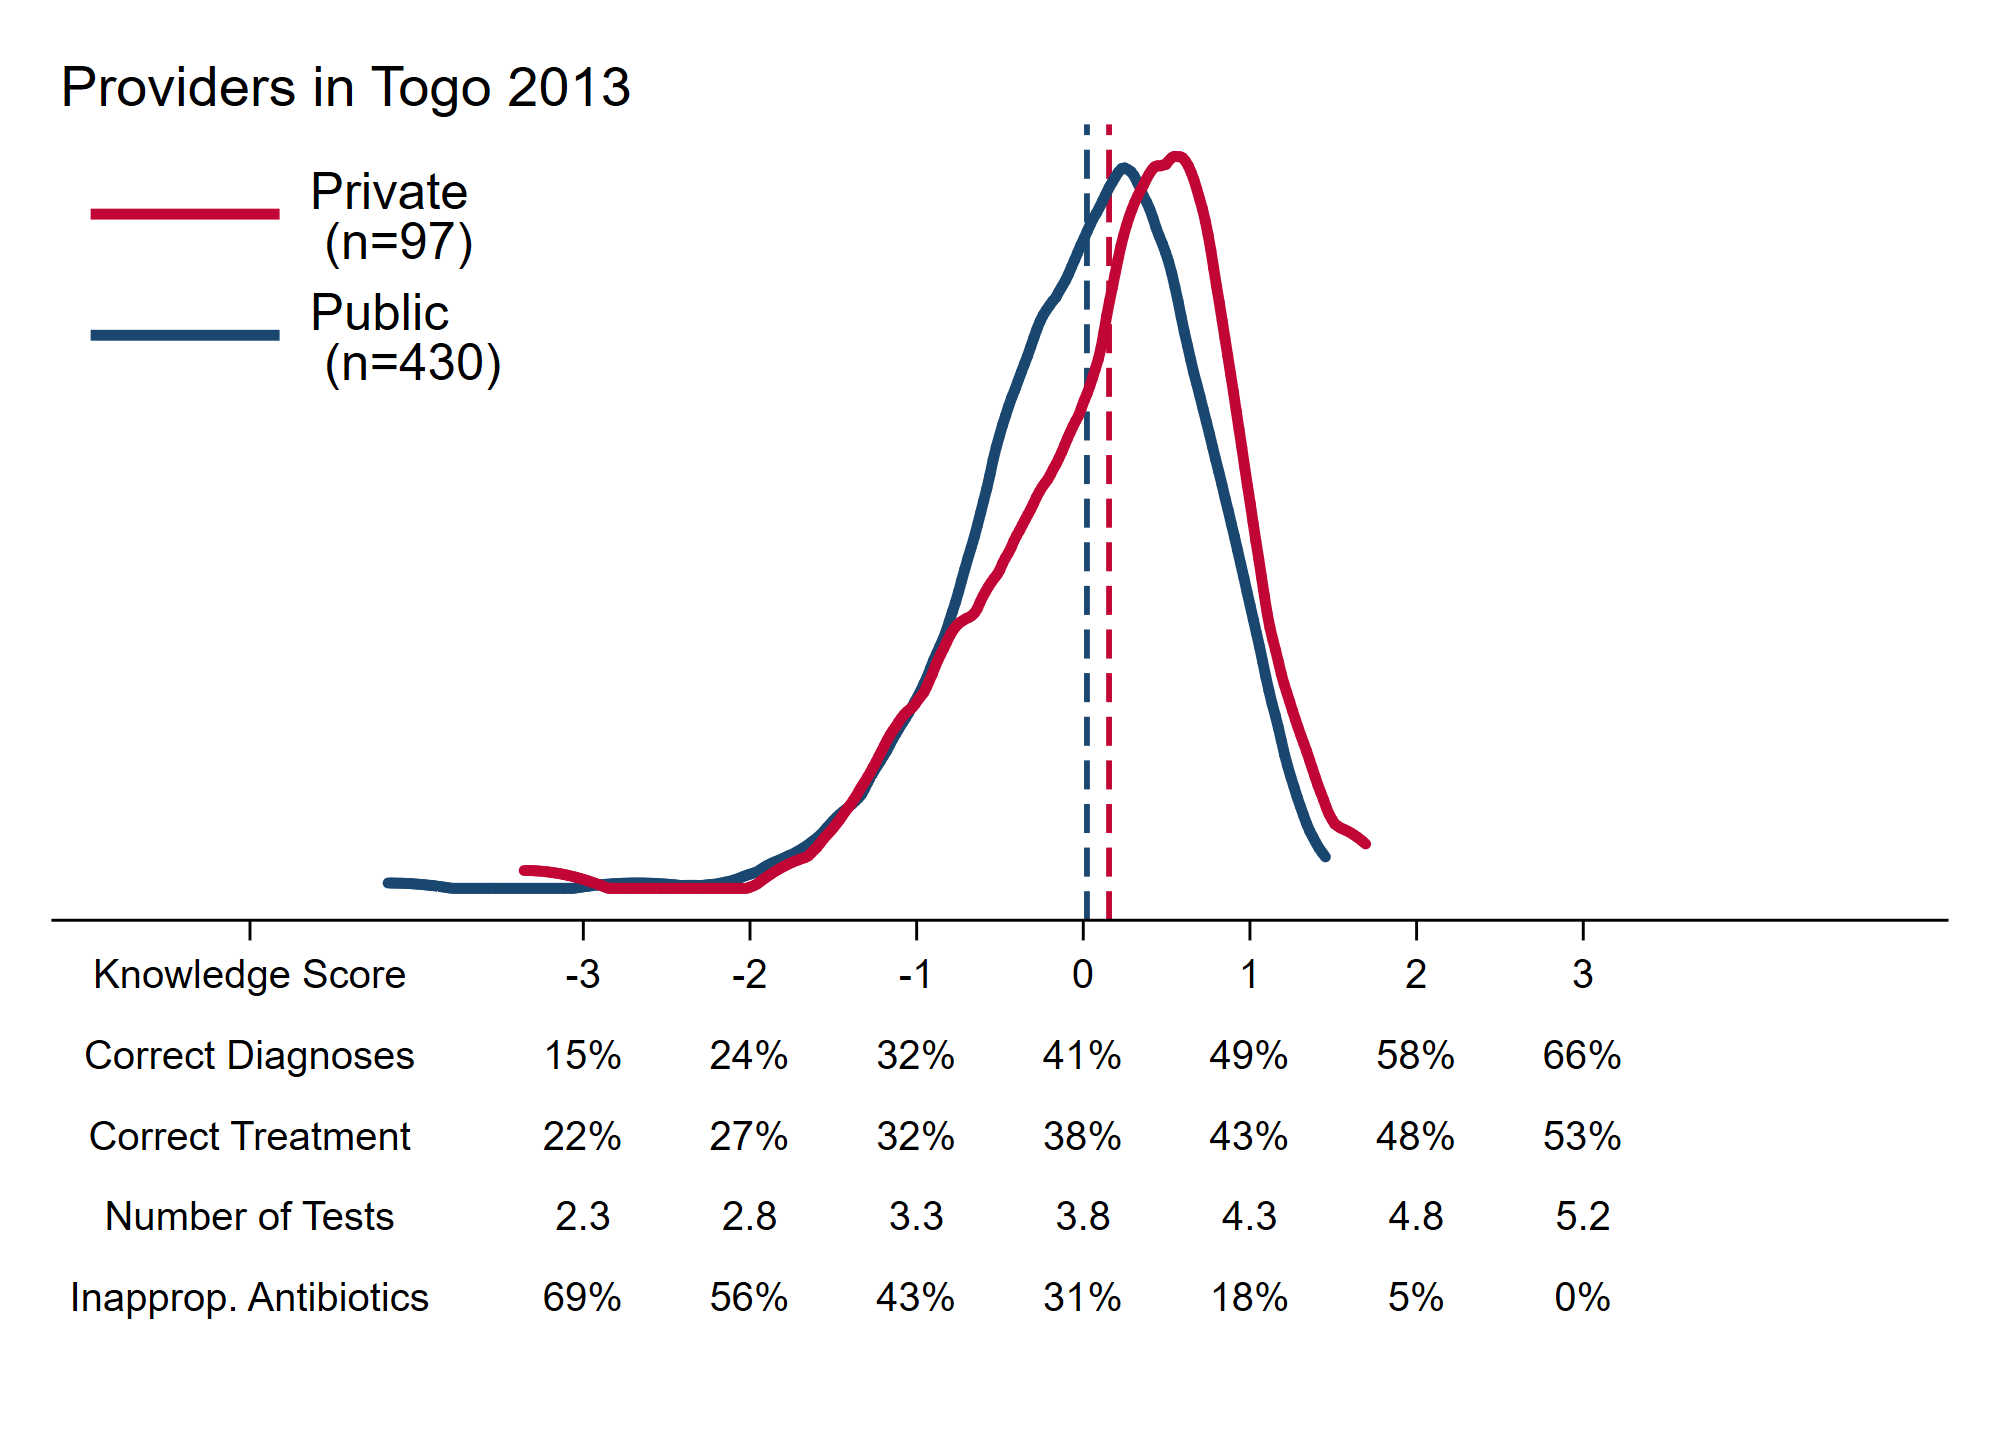 Providers in Togo 2013
Private
(n=97)
Public
(n=430)
Knowledge Score -3 -2 -1 0 1 2 3
Correct Diagnoses 15% 24% 32% 41% 49% 58% 66%
Correct Treatment 22% 27% 32% 38% 43% 48% 53%
Number of Tests 2.3 2.8 3.3 3.8 4.3 4.8 5.2
Inapprop. Antibiotics 69% 56% 43% 31% 18% 5% 0%